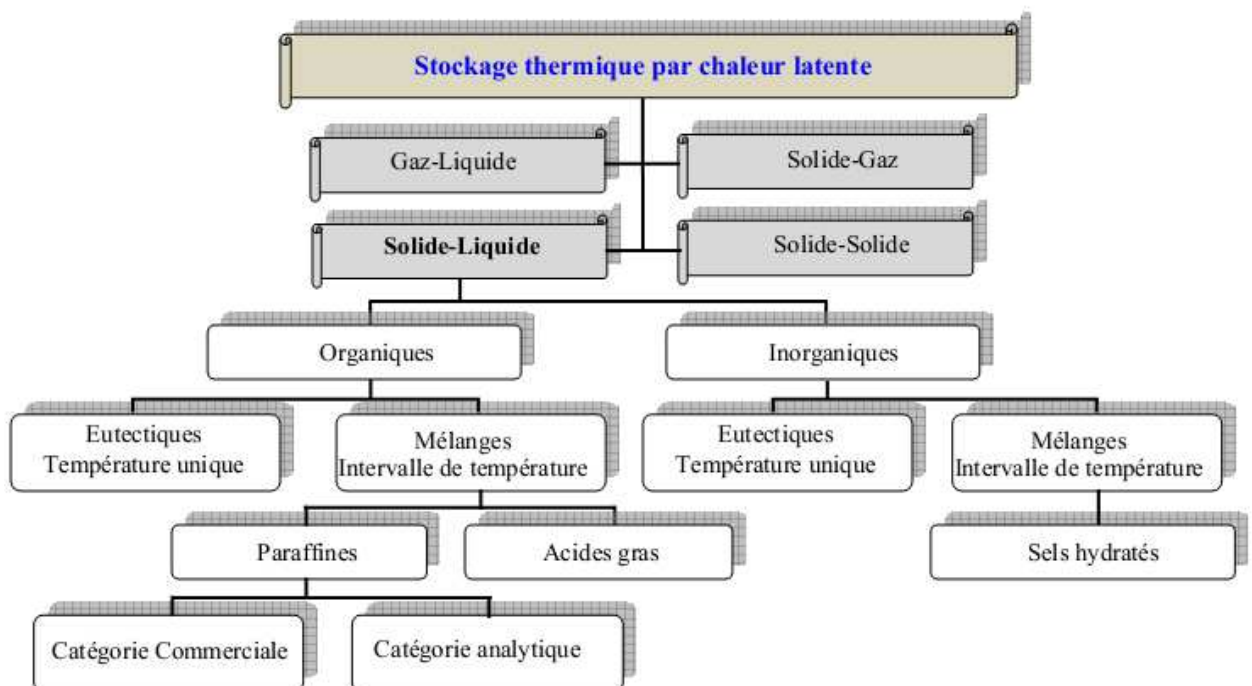 Stockage thermique par chaleur latente
Gaz-Liquide
Solide-Gaz
Solide-Liquide
Solide-Solide
Organiques
Inorganiques
Eutectiques
Température unique
Mélanges
Intervalle de température
Eutectiques
Température unique
Mélanges
Intervalle de température
Paraffines
Acides gras
Sels hydratés
Catégorie Commerciale
Catégorie analytique